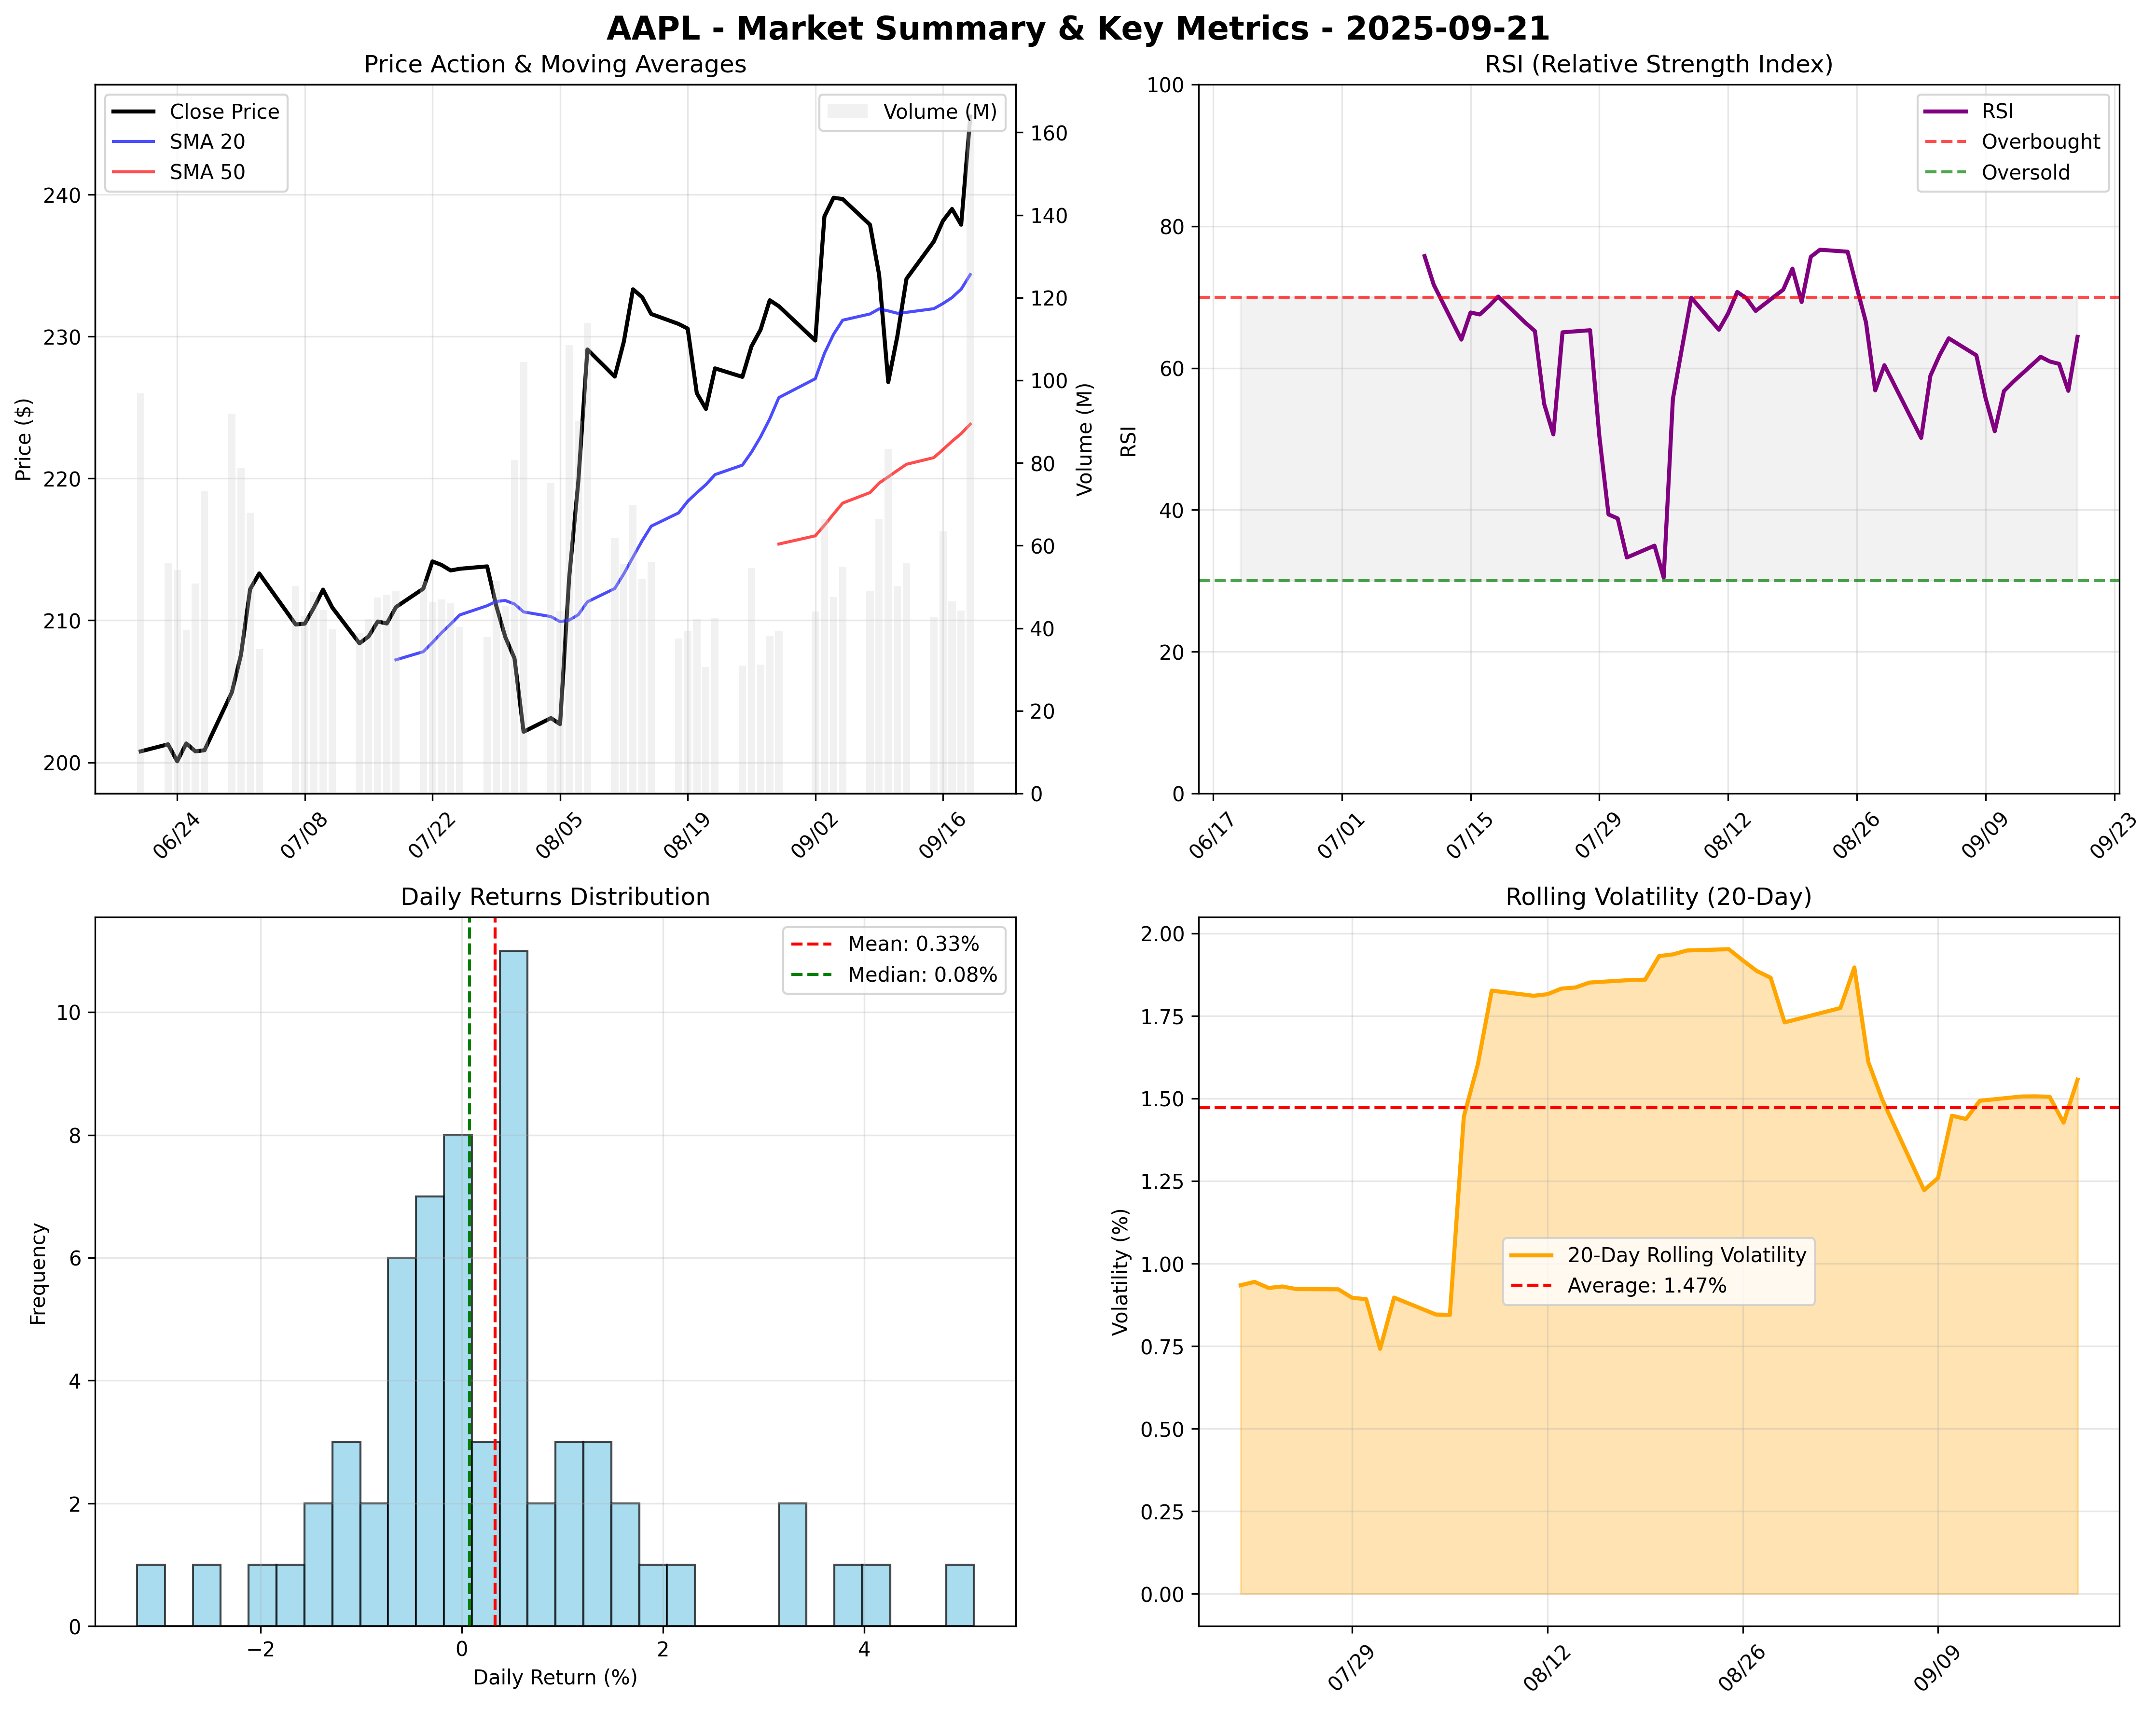 AAPL - Market Summary & Key Metrics - 2025-09-21
Price Action & Moving Averages
Close Price
SMA 20
SMA 50
Volume (M)
Price ($)
240
230
220
210
200
160
140
120
100
80
60
40
20
0
Volume (M)
06/24
07/08
07/22
08/05
08/19
09/02
09/16
RSI (Relative Strength Index)
RSI
Overbought
Oversold
RSI
100
80
60
40
20
0
06/17
07/01
07/15
07/29
08/12
08/26
09/09
09/23
Daily Returns Distribution
Mean: 0.33%
Median: 0.08%
Frequency
10
8
6
4
2
0
−2
0
2
4
Daily Return (%)
Rolling Volatility (20-Day)
20-Day Rolling Volatility
Average: 1.47%
Volatility (%)
2.00
1.75
1.50
1.25
1.00
0.75
0.50
0.25
0.00
07/29
08/12
08/26
09/09